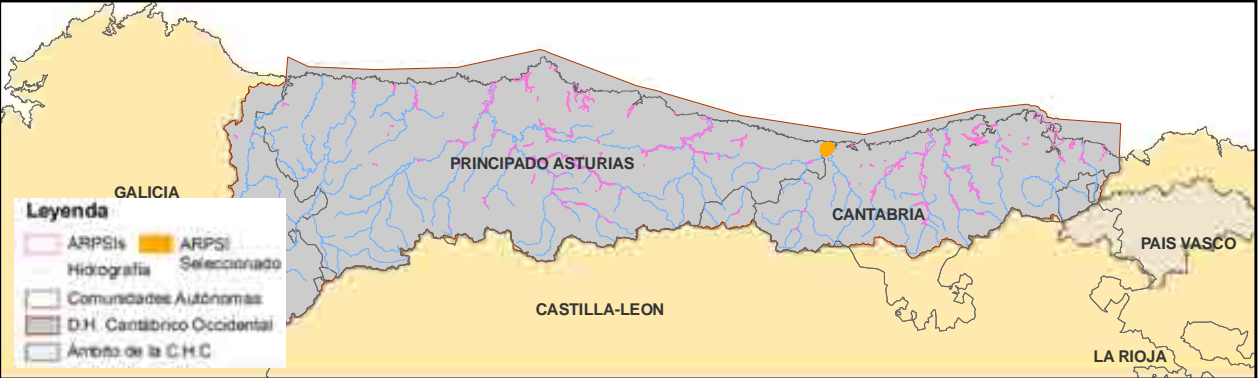 PRINCIPADO ASTURIAS
GALICIA
CANTABRIA
PAIS VASCO
CASTILLA-LEON
LA RIOJA
Leyenda
ARPSIs
ARPSI
Seleccionado
Hidrografía
Comunidades Autónomas
D.H. Cantábrico Occidental
Ámbito de la C.H.C